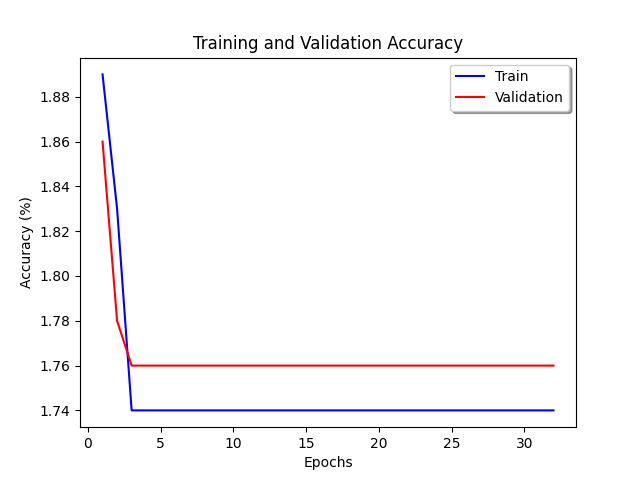 Training and Validation Accuracy
Train
Validation
Accuracy (%)
1.88
1.86
1.84
1.82
1.80
1.78
1.76
1.74
0 5 10 15 20 25 30
Epochs